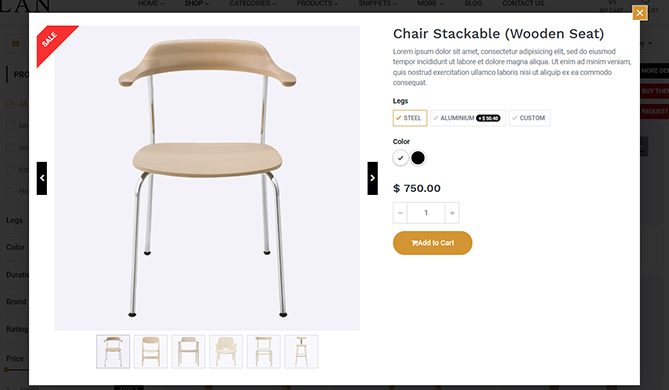 LAN
HOME
SHOP
CATEGORIES
PRODUCTS
SNIPPETS
MORE
BLOG
CONTACT US
MY CART
SALE
Chair Stackable (Wooden Seat)
Lorem ipsum dolor sit amet, consectetur adipisicing elit, sed do eiusmod
tempor incididunt ut labore et dolore magna aliqua. Ut enim ad minim veniam,
quis nostrud exercitation ullamco laboris nisi ut aliquip ex ea commodo
consequat.
Legs
STEEL
ALUMINIUM + $ 50.40
CUSTOM
Color
$ 750.00
1
Add to Cart
Legs
Color
Duration
Brand
Rating
Price
MORE DE
BUY THE
REQUEST